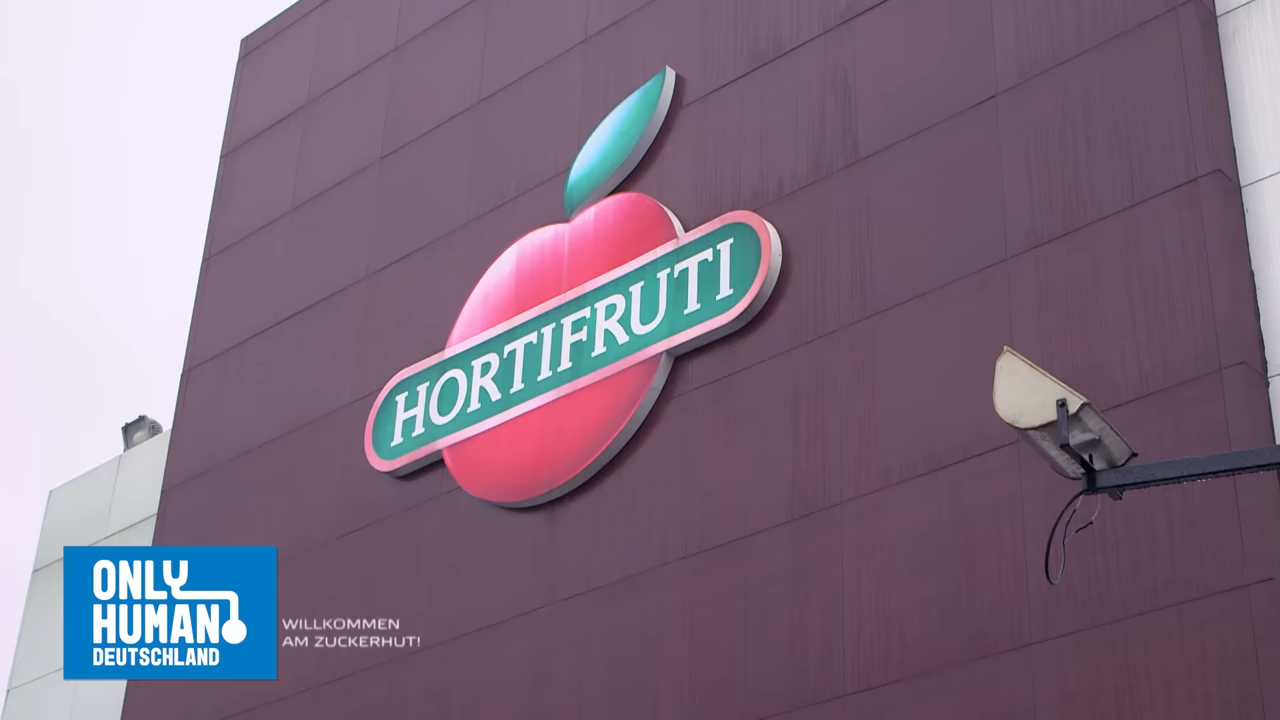 HORTIFRUTI
ONLY
HUMAN
DEUTSCHLAND
WILLKOMMEN
AM ZUCKERHUT!